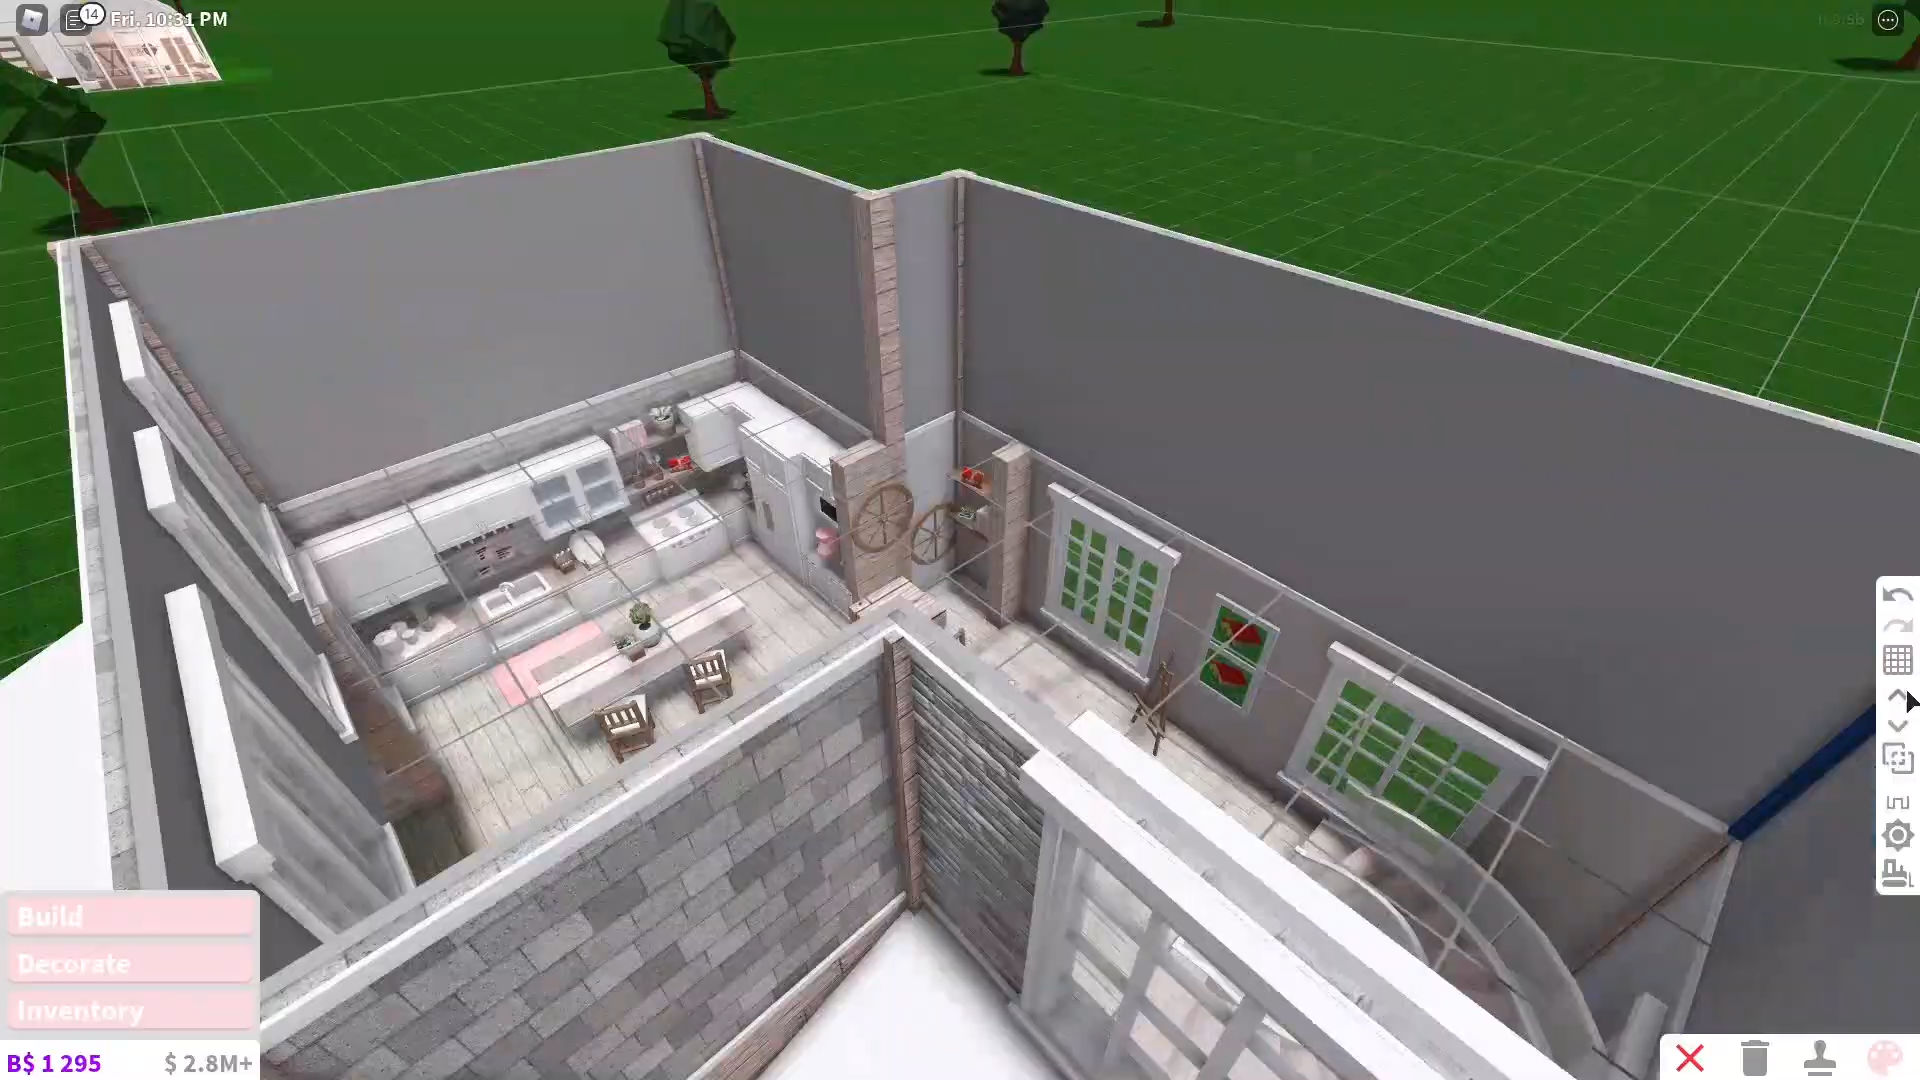 14
Fri. 10:31 PM
Build
Decorate
Inventory
B$ 1 295
$ 2.8M+